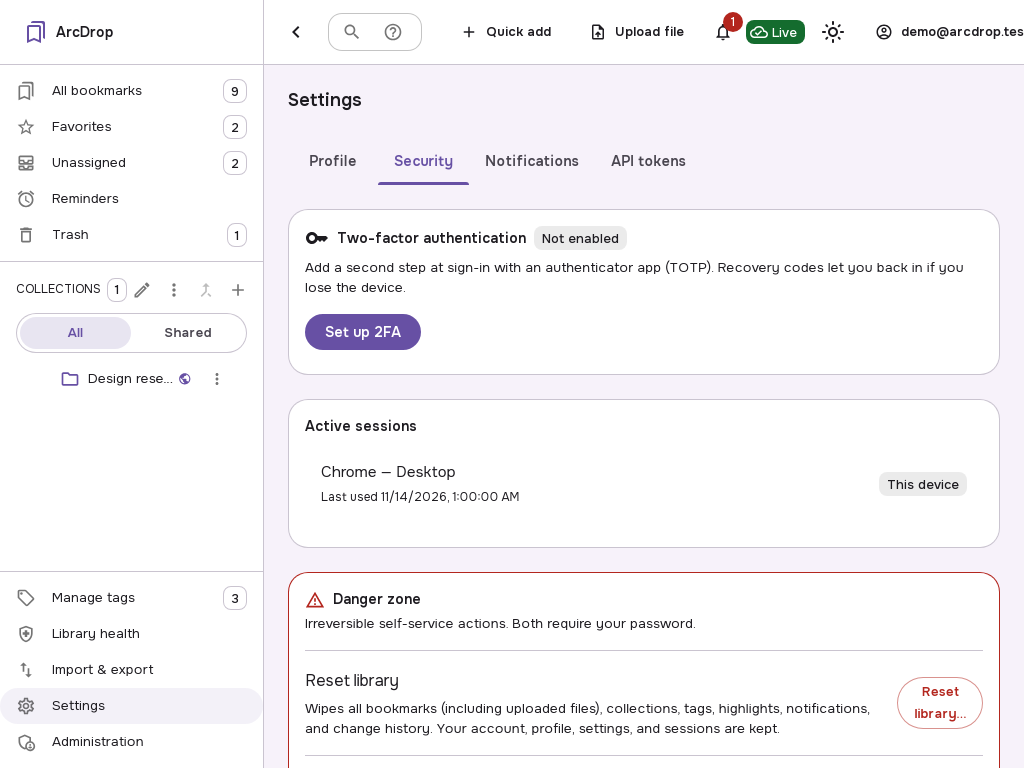 ArcDrop
Quick add
Upload file
1
Live
demo@arcdrop.tes
All bookmarks 9
Favorites 2
Unassigned 2
Reminders
Trash 1
COLLECTIONS 1
All Shared
Design rese...
Manage tags 3
Library health
Import & export
Settings
Administration
Settings
Profile Security Notifications API tokens
Two-factor authentication Not enabled
Add a second step at sign-in with an authenticator app (TOTP). Recovery codes let you back in if you
lose the device.
Set up 2FA
Active sessions
Chrome – Desktop
Last used 11/14/2026, 1:00:00 AM
This device
Danger zone
Irreversible self-service actions. Both require your password.
Reset library
Wipes all bookmarks (including uploaded files), collections, tags, highlights, notifications,
and change history. Your account, profile, settings, and sessions are kept.
Reset
library...